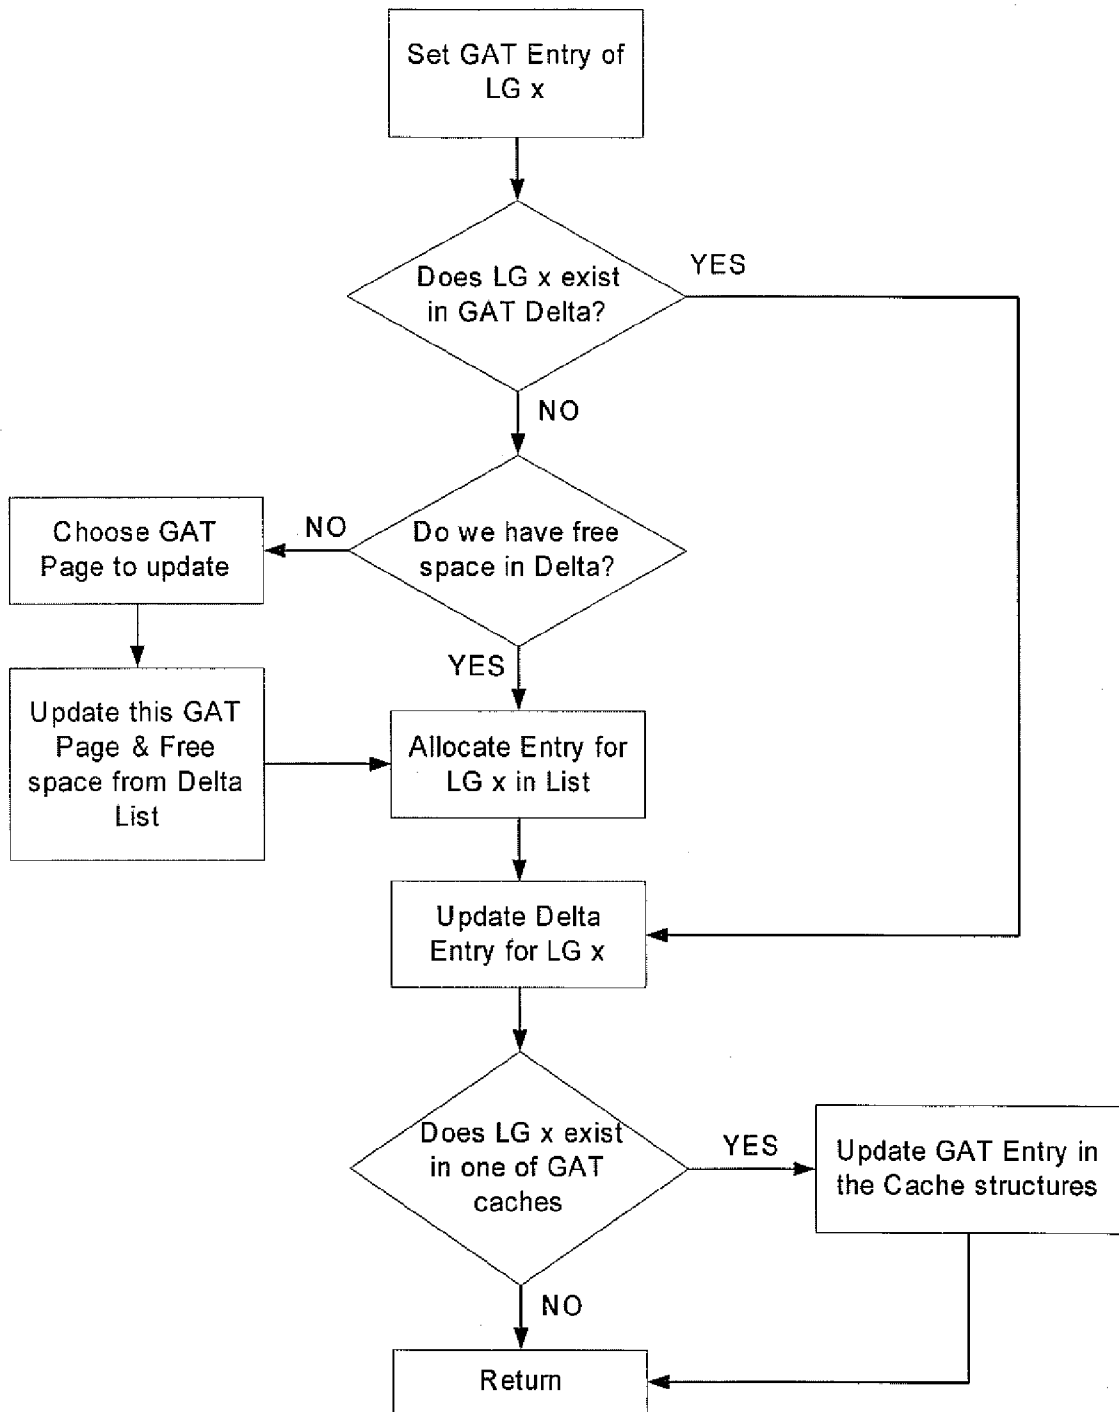 Set GAT Entry of
LG x
Does LG x exist
in GAT Delta?
YES
NO
Choose GAT
Page to update
NO
Do we have free
space in Delta?
YES
Update this GAT
Page & Free
space from Delta
List
Allocate Entry for
LG x in List
Update Delta
Entry for LG x
Does LG x exist
in one of GAT
caches
YES
Update GAT Entry in
the Cache structures
NO
Return